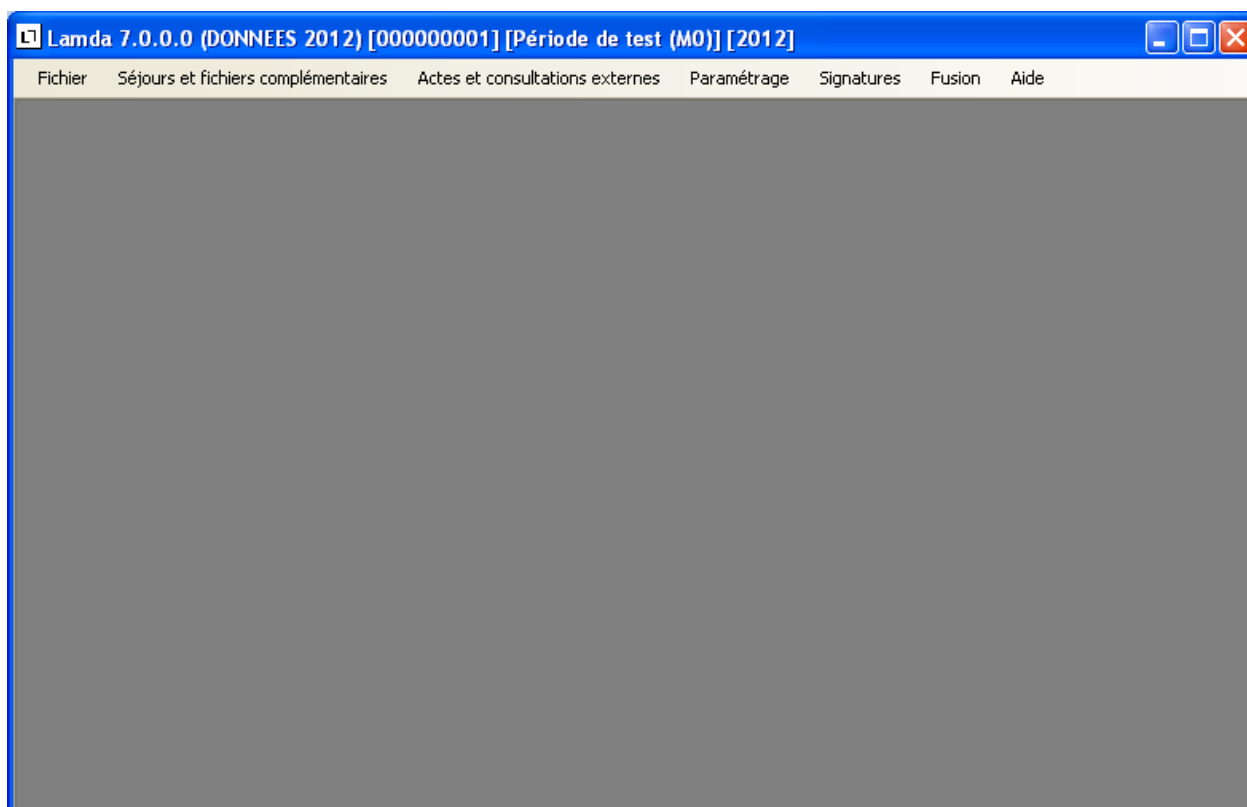 Lamda 7.0.0.0 (DONNEES 2012) [000000001] [Période de test (M0)] [2012]
Fichier Séjours et fichiers complémentaires Actes et consultations externes Paramétrage Signatures Fusion Aide